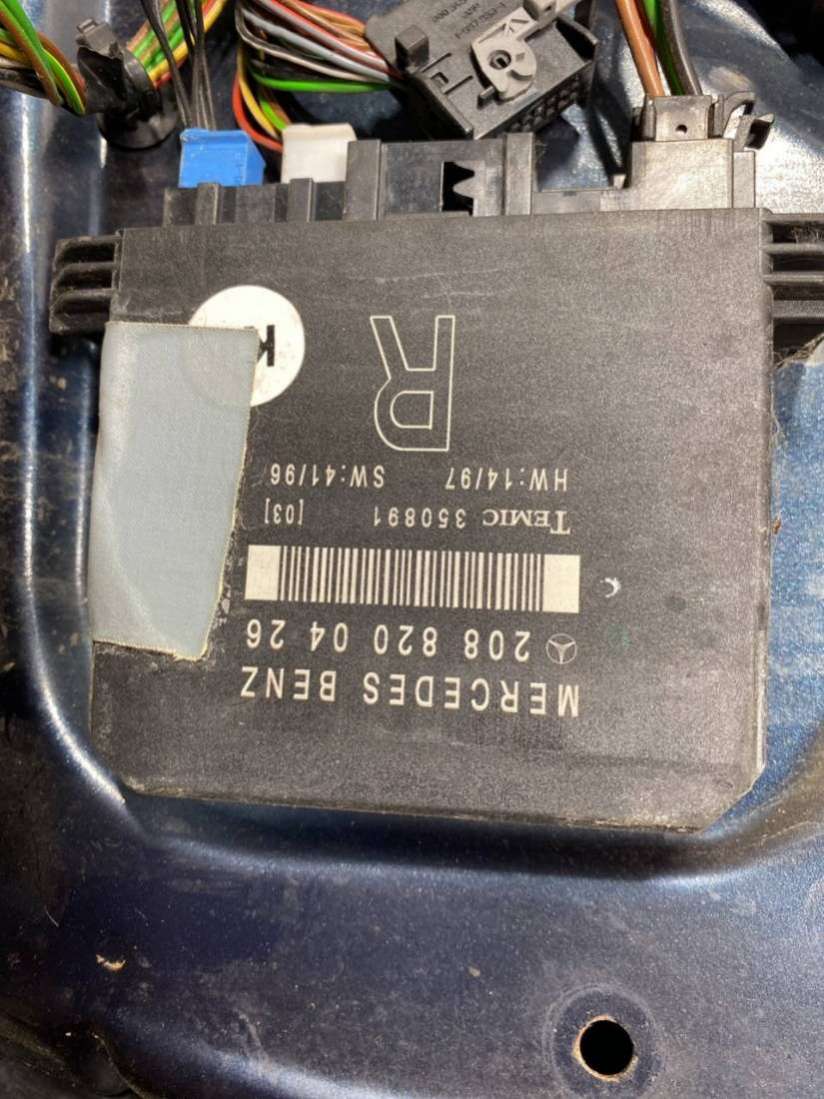 MERCEDES BENZ
208 820 04 26
TEMIC 350891 [03]
HW:14/97 SW:41/96
R
K